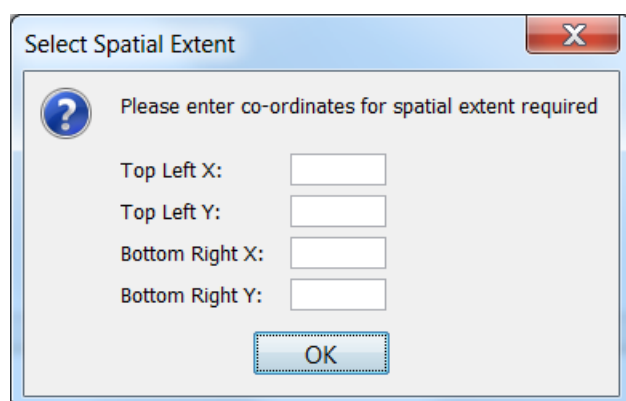 Select Spatial Extent
Please enter co-ordinates for spatial extent required
Top Left X:
Top Left Y:
Bottom Right X:
Bottom Right Y:
OK